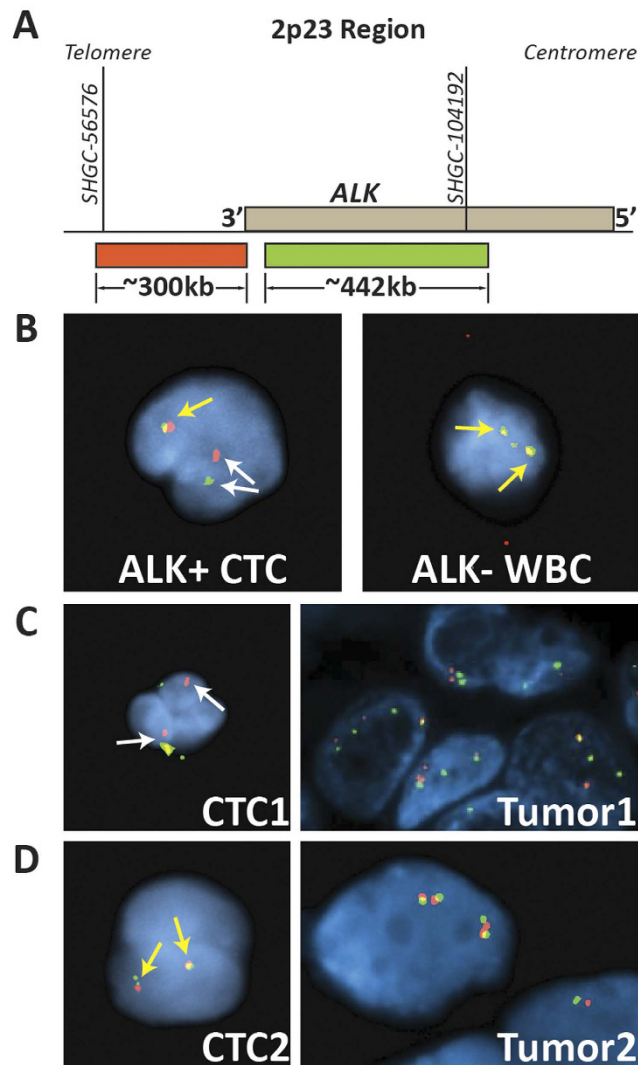 A
2p23 Region
Telomere
Centromere
SHGC-56576
SHGC-104192
3’
ALK
5’
~300kb
~442kb
B
ALK+ CTC
ALK- WBC
C
CTC1
Tumor1
D
CTC2
Tumor2